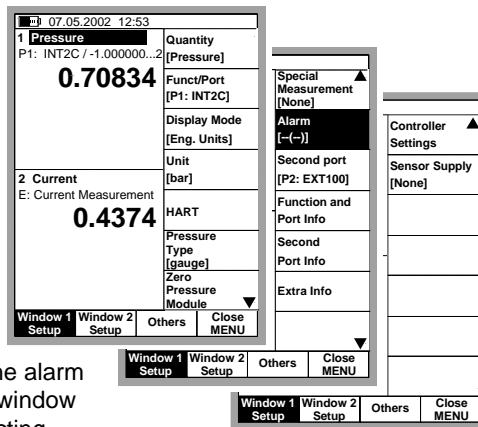 07.05.2002 12:53
1 Pressure
P1: INT2C / -1.000000...2
0.70834
2 Current
E: Current Measurement
0.4374
Quantity
[Pressure]
Funct/Port
[P1: INT2C]
Display Mode
[Eng. Units]
Unit
[bar]
HART
Pressure
Type
[gauge]
Zero
Pressure
Module
Window 1 Setup
Window 2 Setup
Others
Close MENU
Special
Measurement
[None]
Alarm
[--(--)]
Second port
[P2: EXT100]
Function and
Port Info
Second
Port Info
Extra Info
Window 1 Setup
Window 2 Setup
Others
Close MENU
Controller
Settings
Sensor Supply
[None]
Window 1 Setup
Window 2 Setup
Others
Close MENU
alarm
window